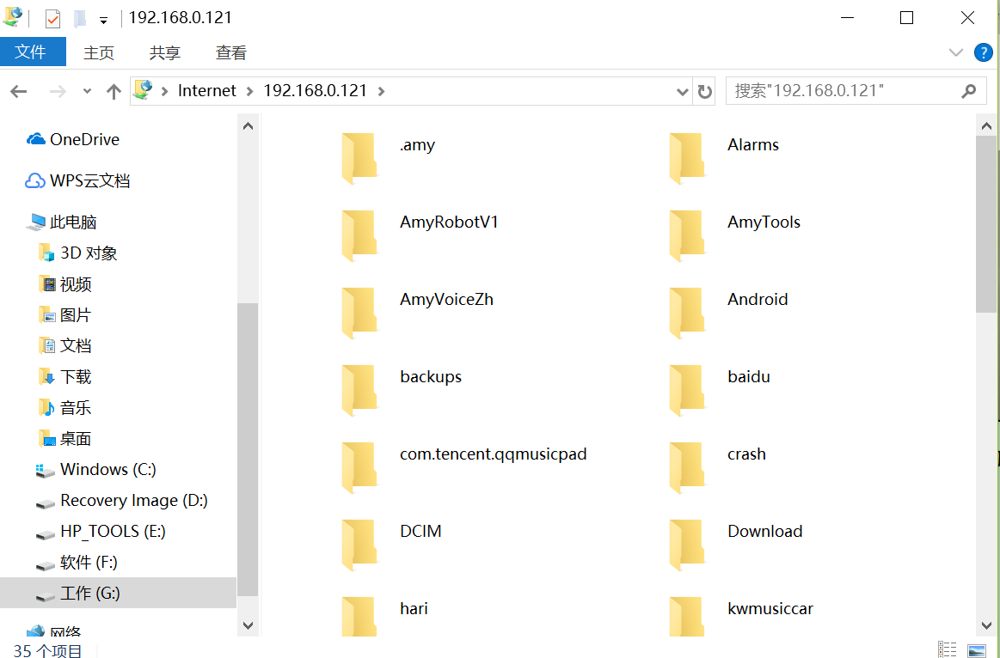 192.168.0.121
文件 主页 共享 查看
Internet 192.168.0.121 搜索"192.168.0.121"
OneDrive
WPS云文档
此电脑
3D 对象
视频
图片
文档
下载
音乐
桌面
Windows (C:)
Recovery Image (D:)
HP_TOOLS (E:)
软件 (F:)
工作 (G:)
网络
.amy
Alarms
AmyRobotV1
AmyTools
AmyVoiceZh
Android
backups
baidu
com.tencent.qqmusicpad
crash
DCIM
Download
hari
kwmusiccar
35 个项目